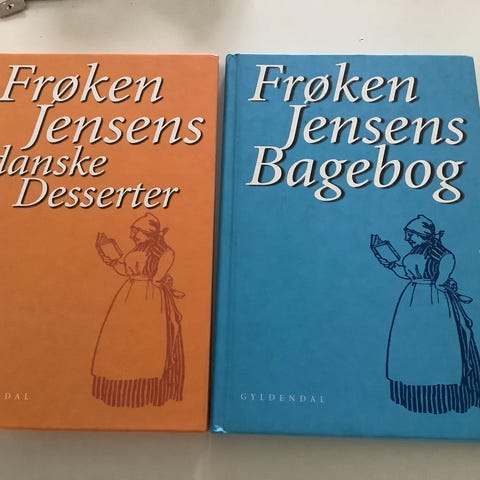 Frøken
Jensens
danske
Desserter
DAL
Frøken
Jensens
Bagebog
GYLDENDAL